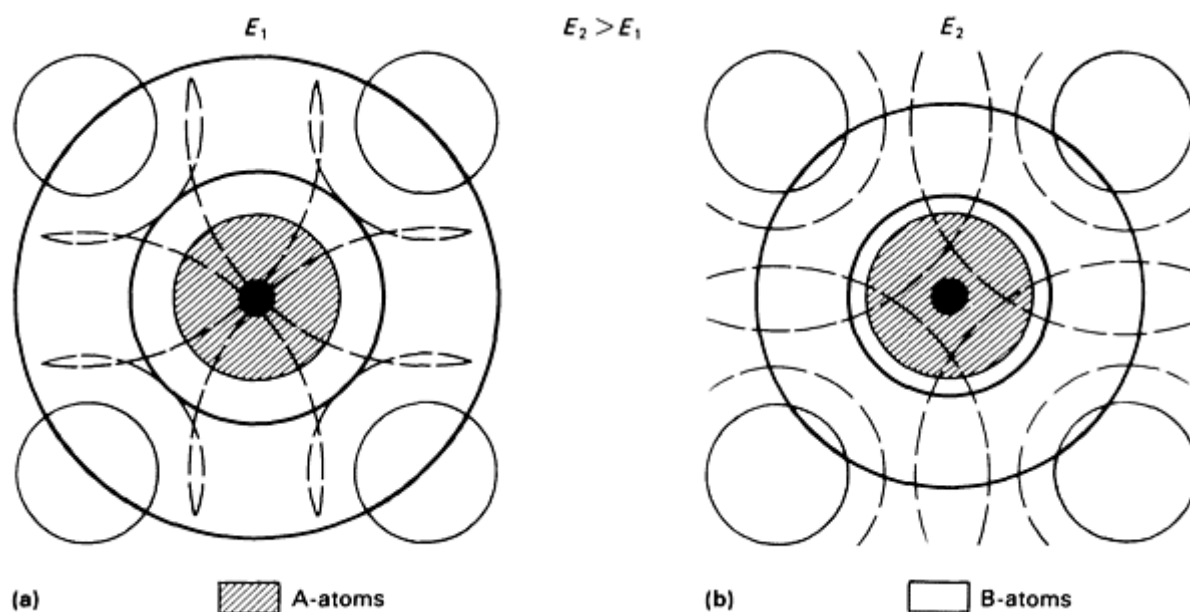 E₁
E₂ > E₁
E₂
(a)
A-atoms
(b)
B-atoms